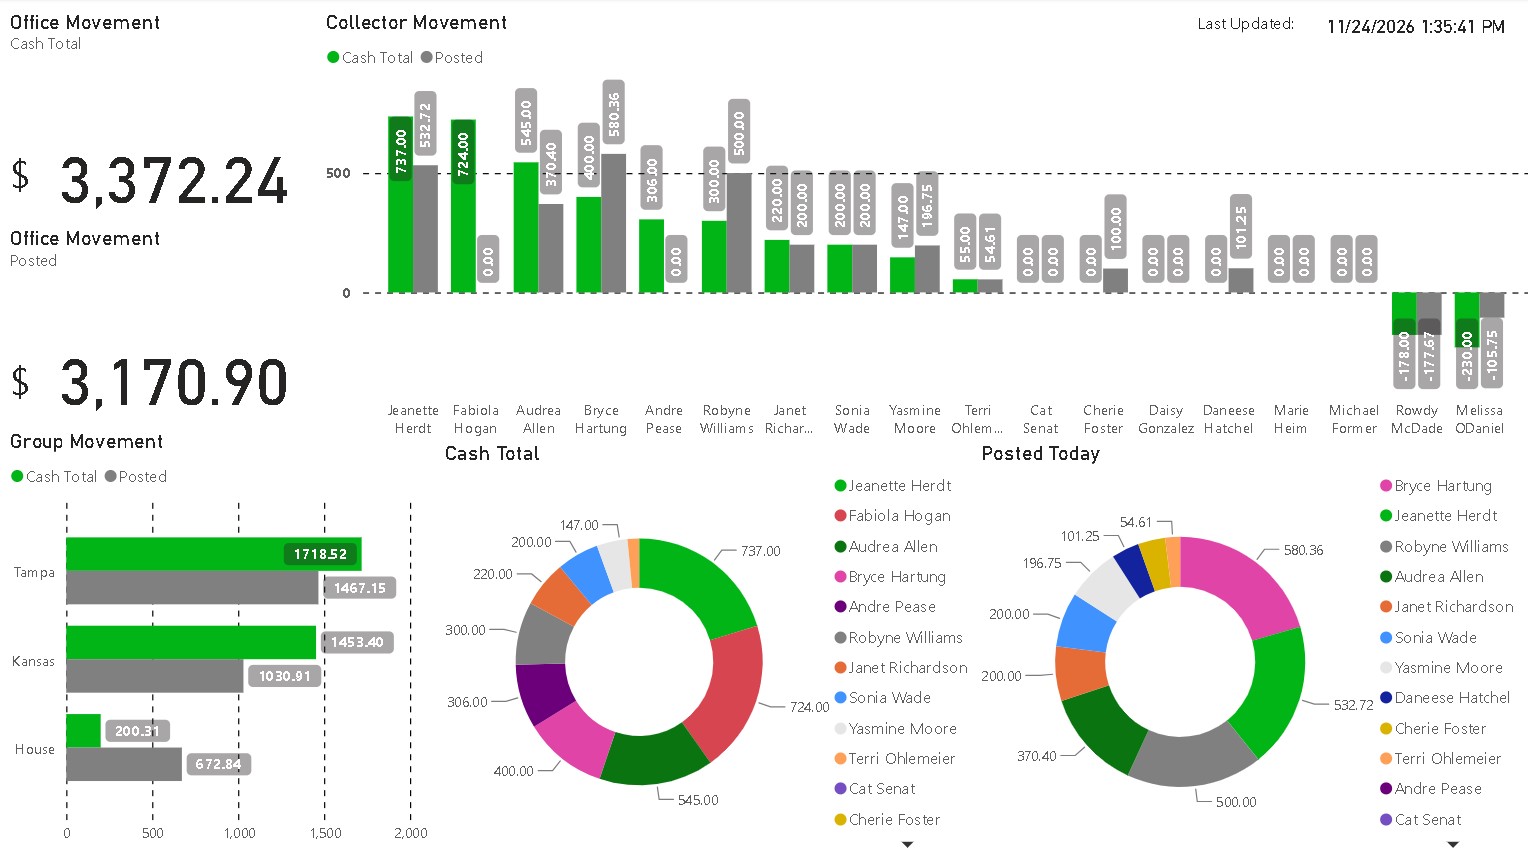 Office Movement
Cash Total
$ 3,372.24
Office Movement
Posted
$ 3,170.90
Collector Movement
Cash Total Posted
Last Updated: 11/24/2026 1:35:41 PM
500
0
737.00 532.72 724.00 0.00 545.00 370.40 400.00 580.36 306.00 0.00 300.00 500.00 220.00 200.00 200.00 200.00 147.00 196.75 55.00 54.61 0.00 0.00 0.00 100.00 0.00 0.00 0.00 101.25 0.00 0.00 0.00 0.00 -178.00 -177.67 -230.00 -105.75
Jeanette Herdt
Fabiola Hogan
Audrea Allen
Bryce Hartung
Andre Pease
Robyne Williams
Janet Richar...
Sonia Wade
Yasmine Moore
Terri Ohlem...
Cat Senat
Cherie Foster
Daisy Gonzalez
Daneese Hatchel
Marie Heim
Michael Former
Rowdy McDade
Melissa ODaniel
Group Movement
Cash Total Posted
Tampa
1718.52
1467.15
Kansas
1453.40
1030.91
House
200.31
672.84
0 500 1,000 1,500 2,000
Cash Total
737.00
724.00
545.00
400.00
306.00
300.00
220.00
200.00
147.00
Jeanette Herdt
Fabiola Hogan
Audrea Allen
Bryce Hartung
Andre Pease
Robyne Williams
Janet Richardson
Sonia Wade
Yasmine Moore
Terri Ohlemeier
Cat Senat
Cherie Foster
Posted Today
580.36
532.72
500.00
370.40
200.00
200.00
196.75
101.25
54.61
Bryce Hartung
Jeanette Herdt
Robyne Williams
Audrea Allen
Janet Richardson
Sonia Wade
Yasmine Moore
Daneese Hatchel
Cherie Foster
Terri Ohlemeier
Andre Pease
Cat Senat